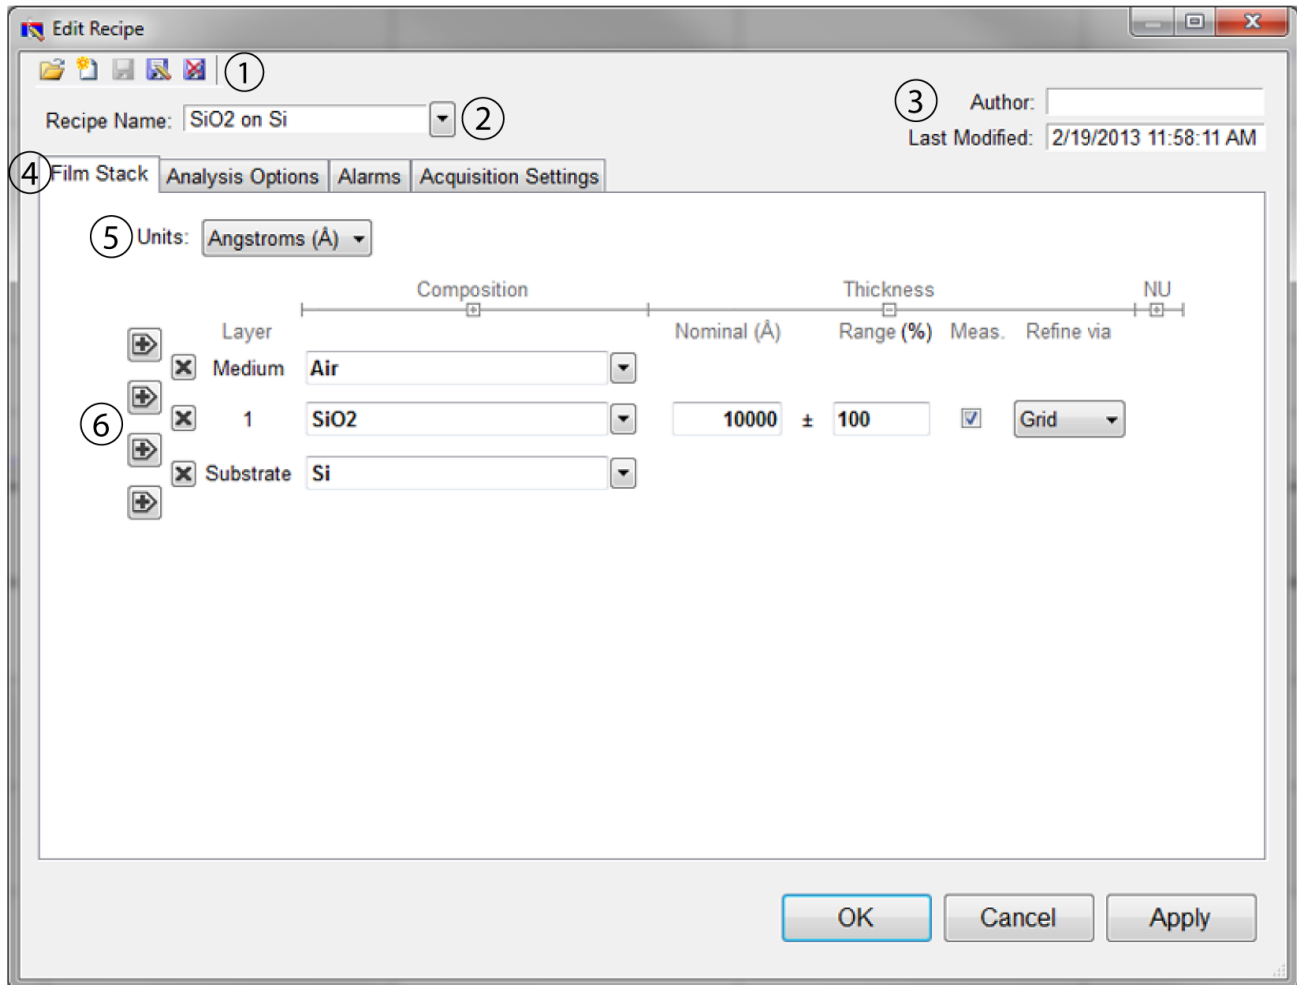 Edit Recipe
①
Recipe Name: SiO2 on Si ②
③ Author:
Last Modified: 2/19/2013 11:58:11 AM
④ Film Stack Analysis Options Alarms Acquisition Settings
⑤ Units: Angstroms (Å)
Composition Thickness NU
Layer Nominal (Å) Range (%) Meas. Refine via
Medium Air
⑥ 1 SiO2 10000 ± 100 Grid
Substrate Si
OK Cancel Apply